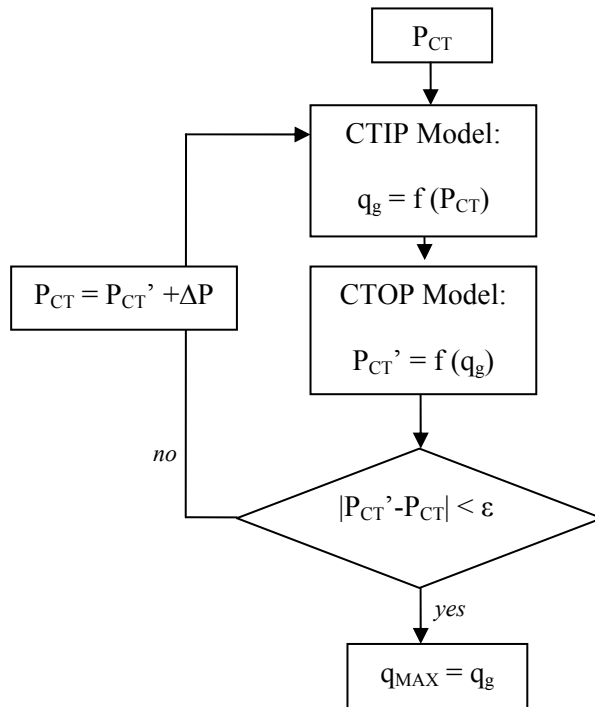 P_CT
CTIP Model:
q_g = f (P_CT)
P_CT = P_CT’ +ΔP
CTOP Model:
P_CT’ = f (q_g)
no
|P_CT’-P_CT| < ε
yes
q_MAX = q_g